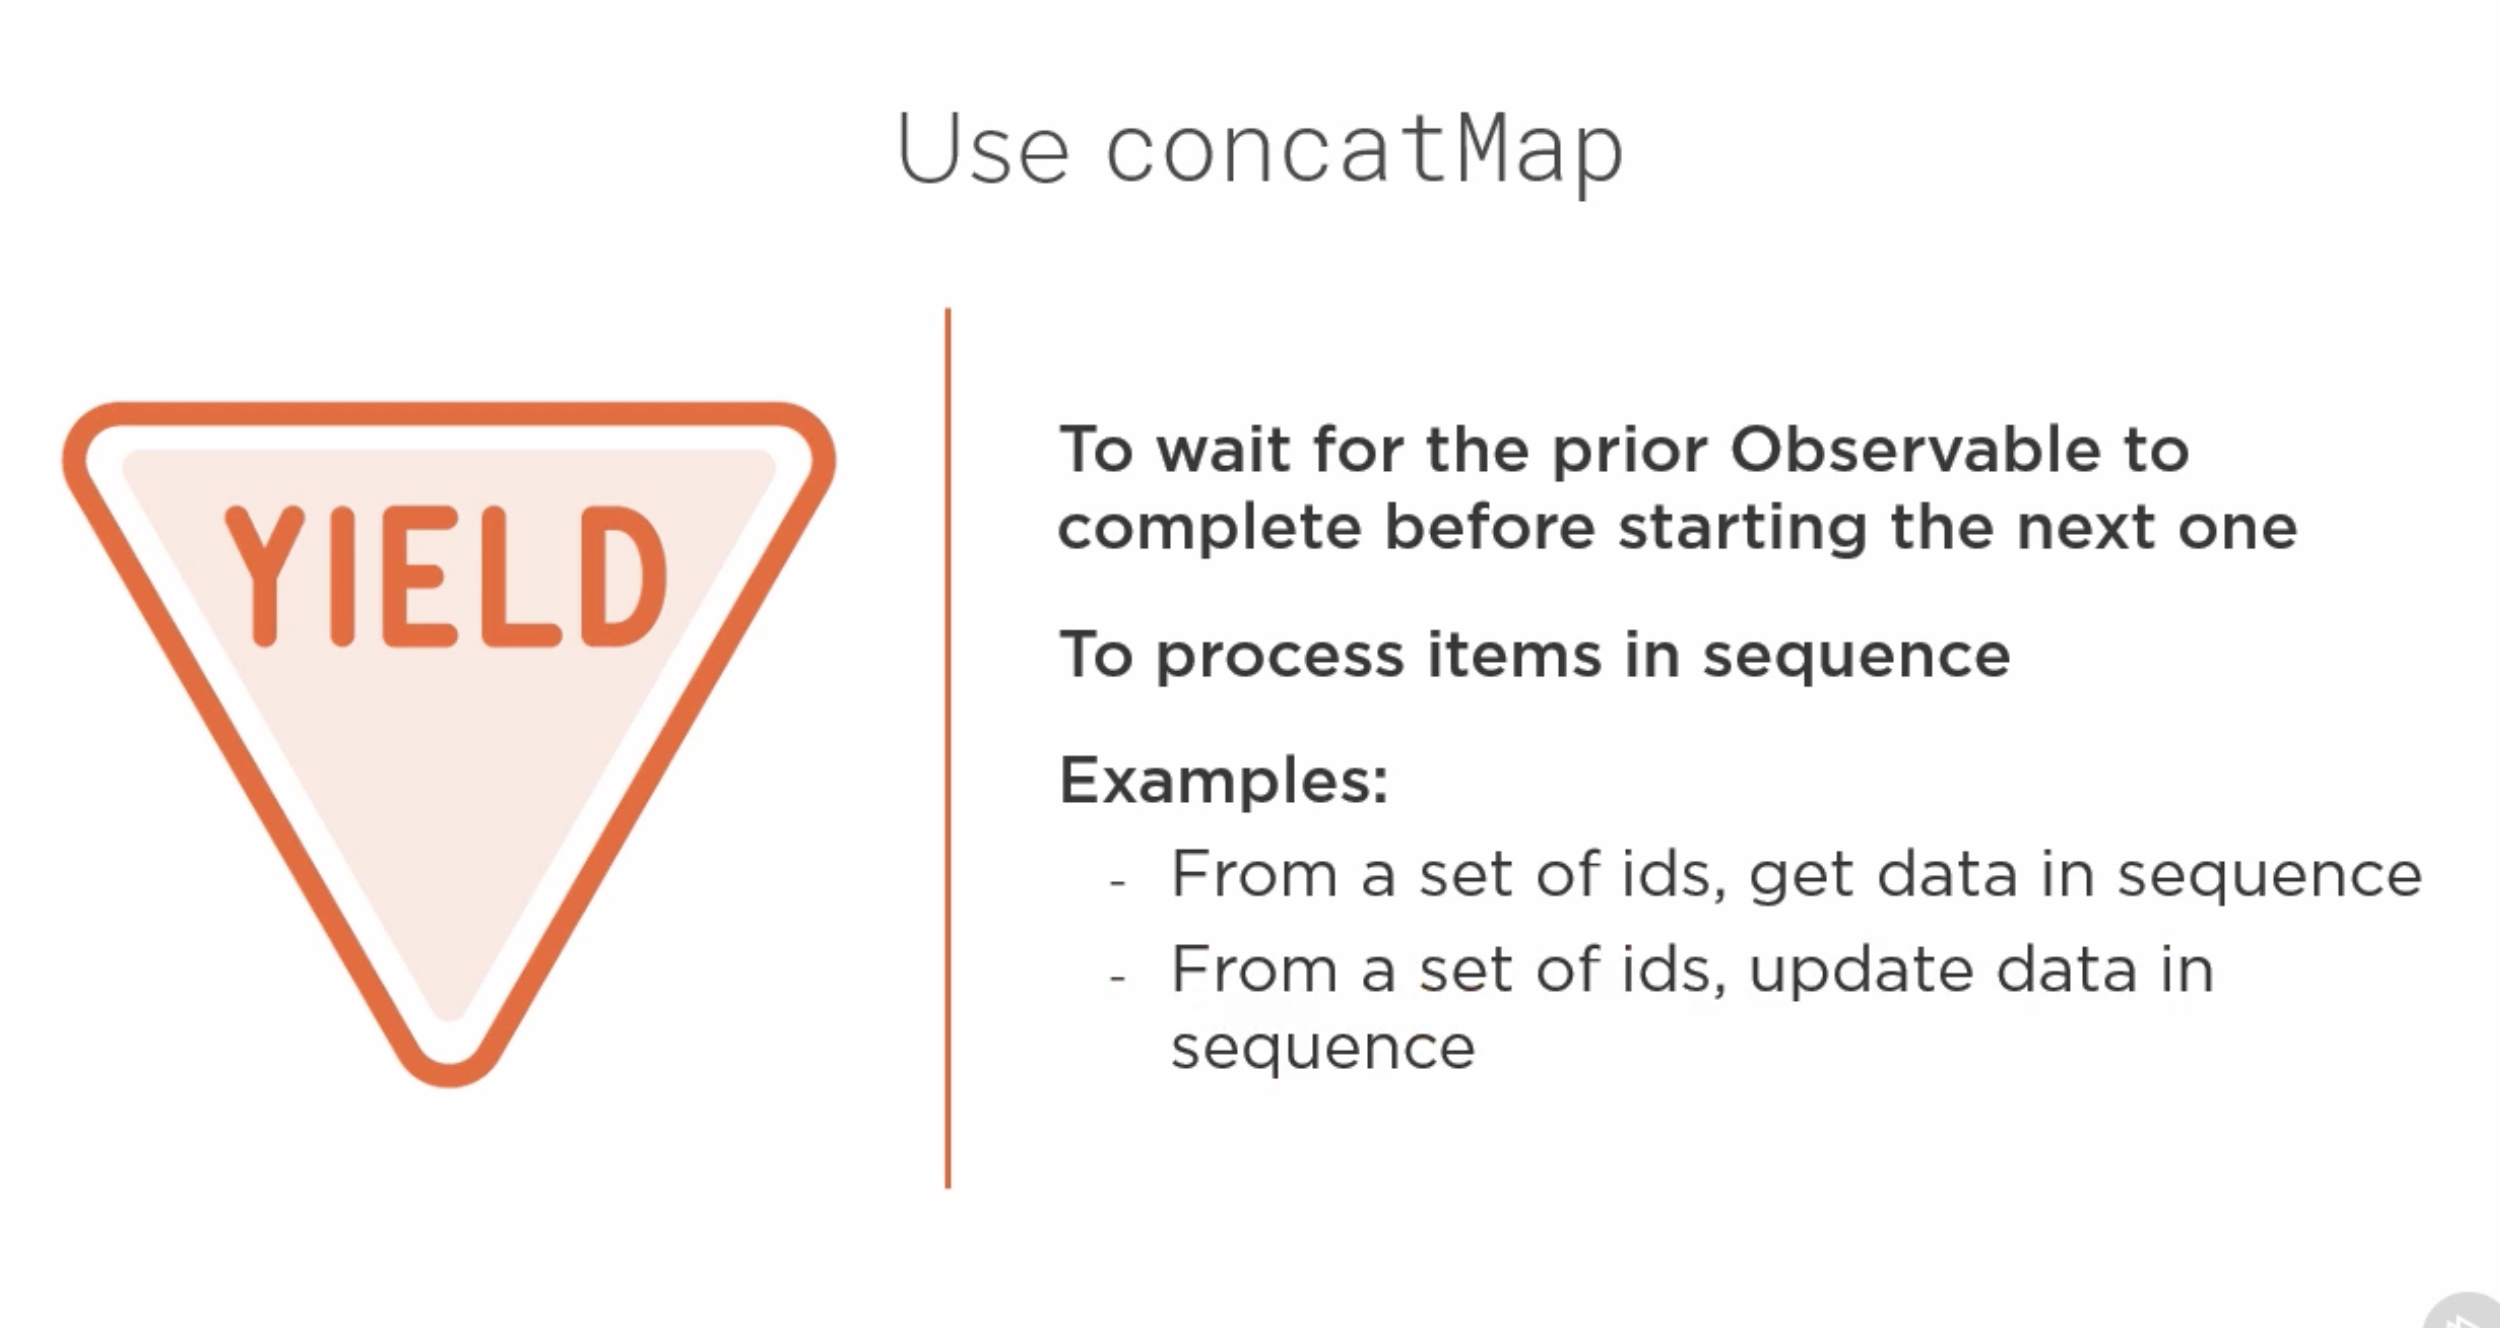 Use concatMap
YIELD
To wait for the prior Observable to
complete before starting the next one
To process items in sequence
Examples:
- From a set of ids, get data in sequence
- From a set of ids, update data in
sequence